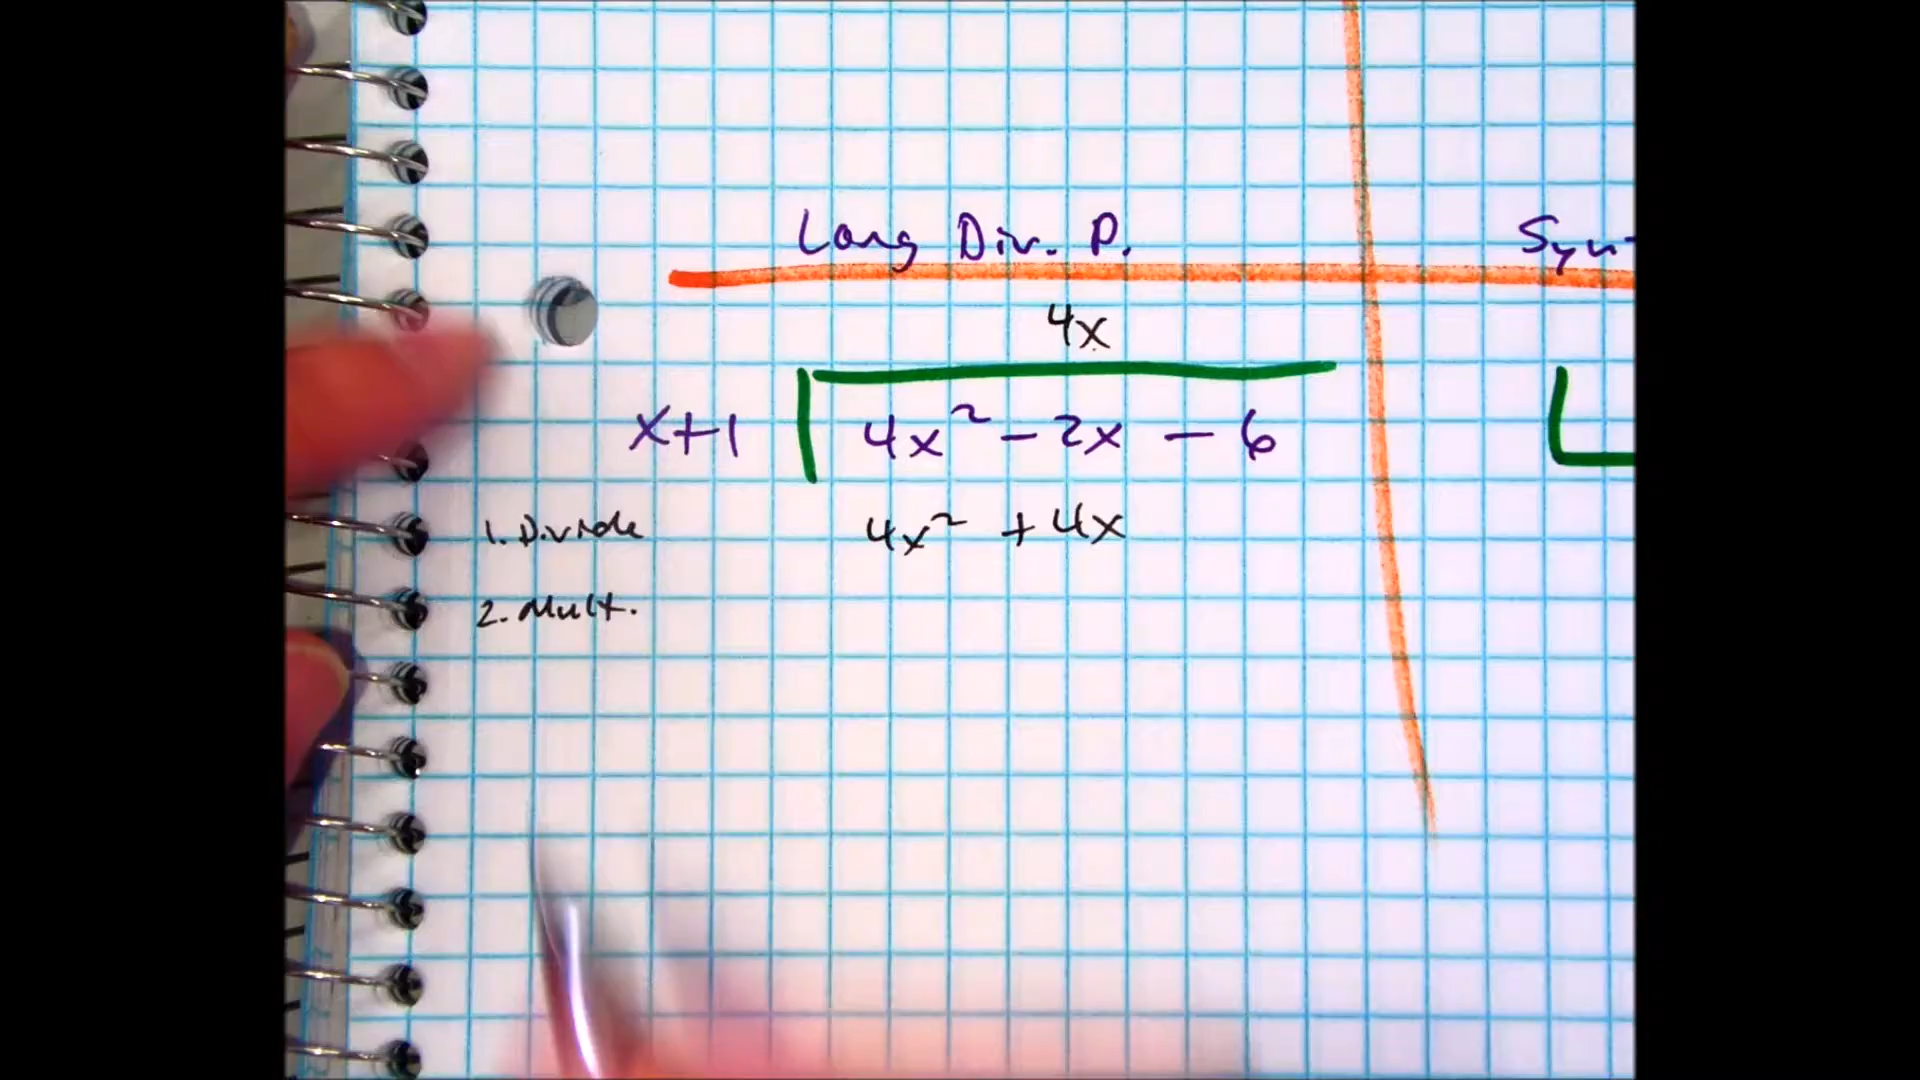 Long Div. P.
Syn
4x
x+1 4x² - 2x - 6
1. Divide 4x² + 4x
2. Mult.